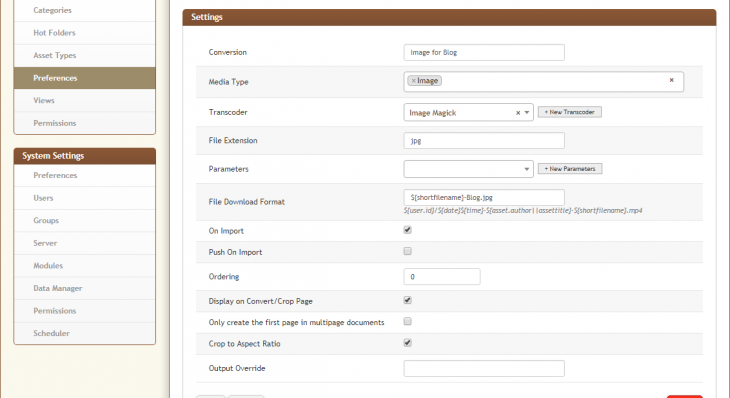 Categories
Hot Folders
Asset Types
Preferences
Views
Permissions
System Settings
Preferences
Users
Groups
Server
Modules
Data Manager
Permissions
Scheduler
Settings
Conversion
Image for Blog
Media Type
× Image ×
Transcoder
Image Magick ×
+ New Transcoder
File Extension
jpg
Parameters
+ New Parameters
File Download Format
${shortfilename}-Blog.jpg
${user.id}/${date}${time}-${asset.author||assettitle}-${shortfilename}.mp4
On Import
Push On Import
Ordering
0
Display on Convert/Crop Page
Only create the first page in multipage documents
Crop to Aspect Ratio
Output Override